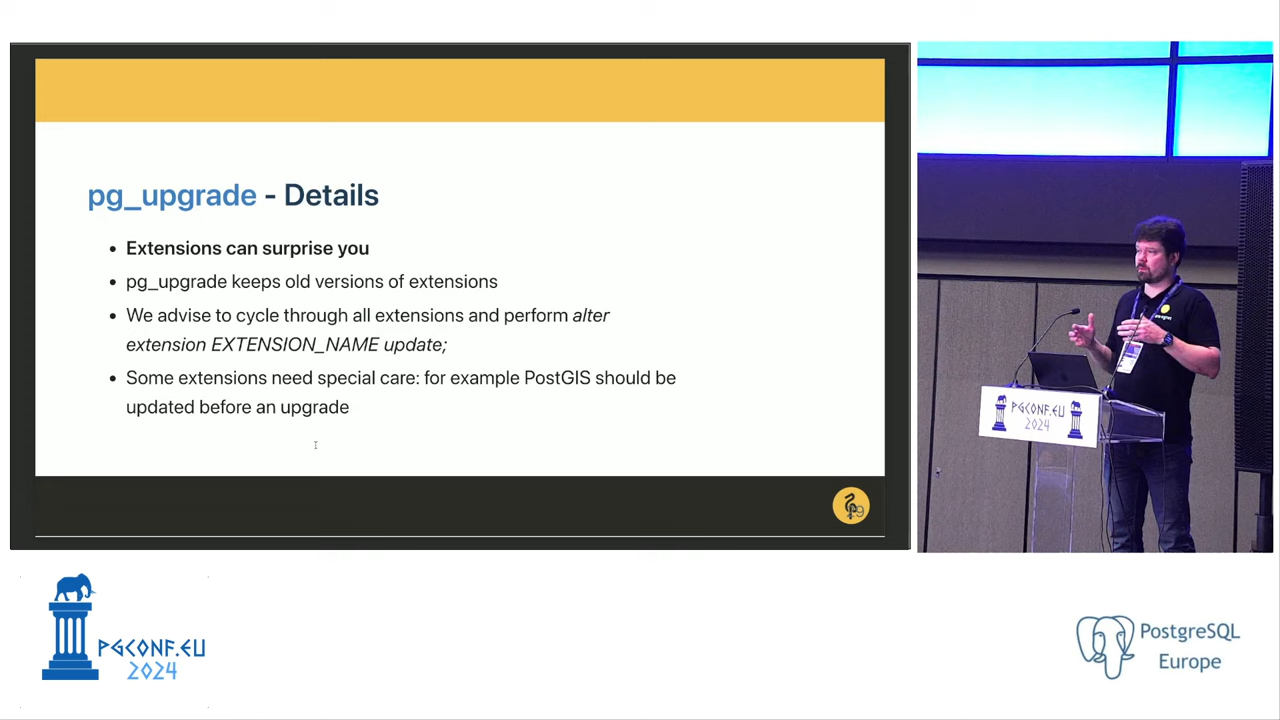 pg_upgrade - Details
• Extensions can surprise you
• pg_upgrade keeps old versions of extensions
• We advise to cycle through all extensions and perform alter
extension EXTENSION_NAME update;
• Some extensions need special care: for example PostGIS should be
updated before an upgrade
PGCONF.EU
2024
PGCONF.EU
2024
PostgreSQL
Europe